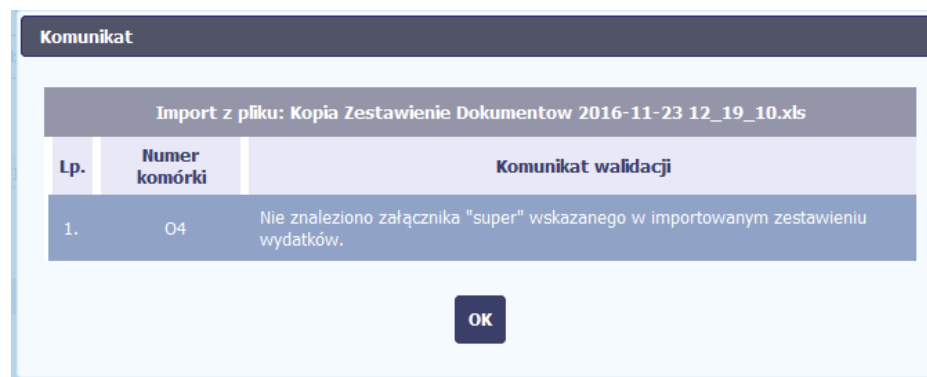 Komunikat
Import z pliku: Kopia Zestawienie Dokumentow 2016-11-23 12_19_10.xls
Lp.
Numer
komórki
Komunikat walidacji
1.
O4
Nie znaleziono załącznika "super" wskazanego w importowanym zestawieniu
wydatków.
OK